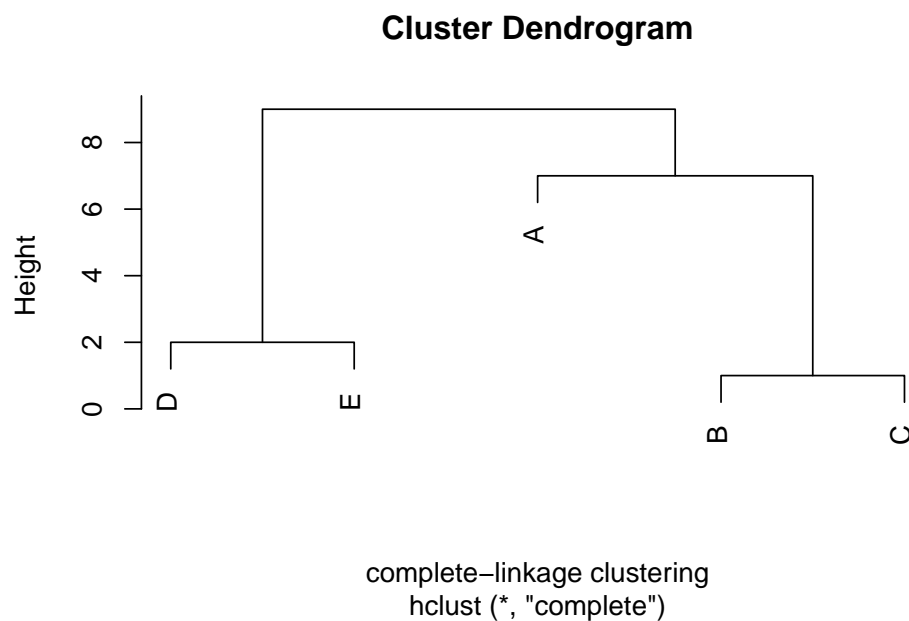 Cluster Dendrogram
Height
8
6
4
2
0
A
D
E
B
C
complete−linkage clustering
hclust (*, "complete")